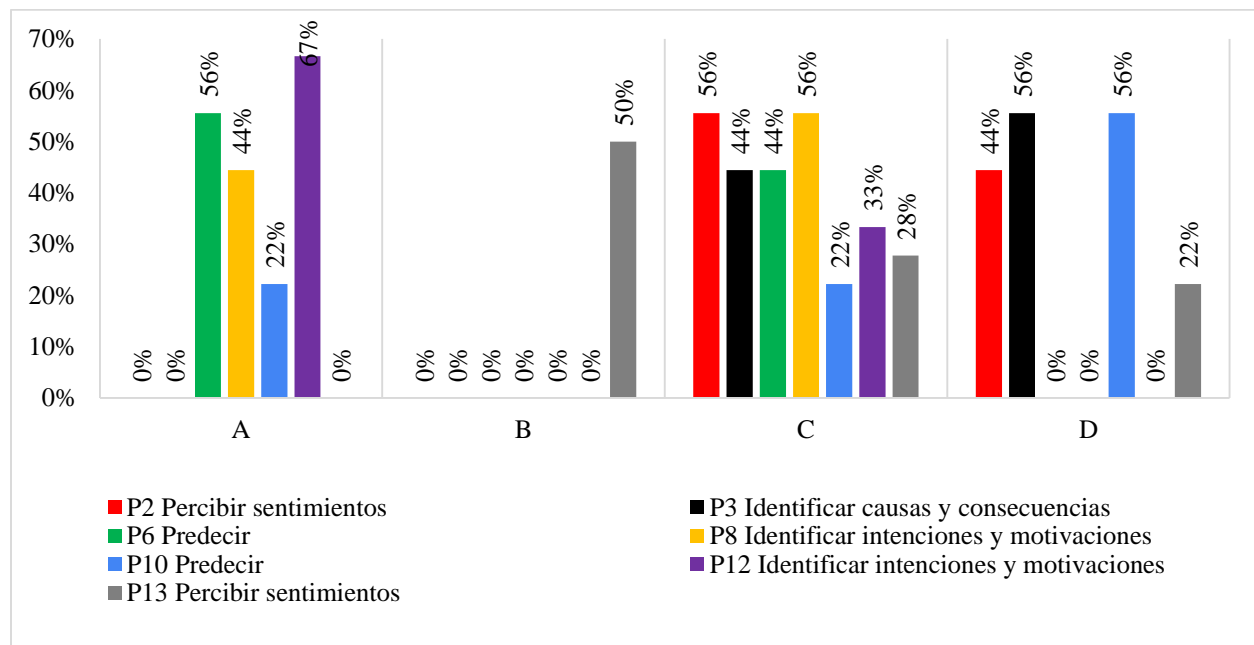 70%
60%
50%
40%
30%
20%
10%
0%
0% 0% 56% 44% 22% 67% 0%
0% 0% 0% 0% 0% 0% 50%
56% 44% 44% 56% 22% 33% 28%
44% 56% 0% 0% 56% 0% 22%
A B C D
P2 Percibir sentimientos P3 Identificar causas y consecuencias
P6 Predecir P8 Identificar intenciones y motivaciones
P10 Predecir P12 Identificar intenciones y motivaciones
P13 Percibir sentimientos